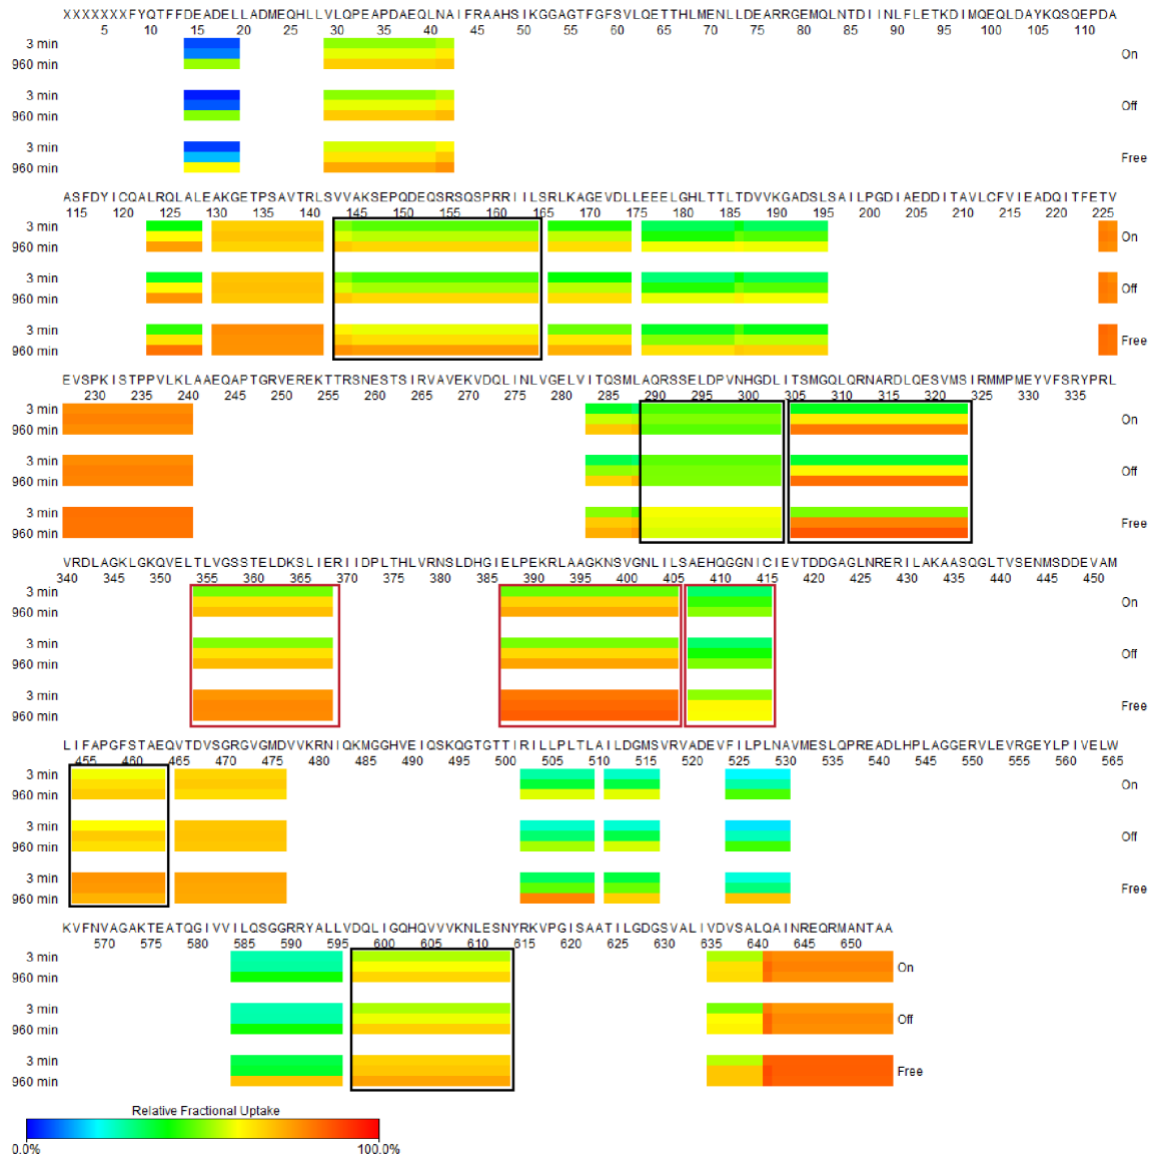 XXXXXXXFYQTFFDEADELLADMEQHLLVLQPEAPDAEQLNAIFRAAHSIKGGAGTFGFSVLQETTHLMENLLDEARRGEMQLNTDIINLFLETKDIMQEQLDAYKQSQEPDA
5 10 15 20 25 30 35 40 45 50 55 60 65 70 75 80 85 90 95 100 105 110
3 min
960 min
On
3 min
960 min
Off
3 min
960 min
Free
ASFDYICQALRQLALEAKGETPSAVTRLSVVAKSEPQDEQSRSQSPRRIILSRLKAGEVDLLEEELGHLTTLTDVVKGADSLSAILPGDIAEDDITAVLCFVIEADQITFETV
115 120 125 130 135 140 145 150 155 160 165 170 175 180 185 190 195 200 205 210 215 220 225
3 min
960 min
On
3 min
960 min
Off
3 min
960 min
Free
EVSPKISTPPVLKLAAEQAPTGRVEREKTTRSNESTSIRVAVEKVDQLINLVGELVITQSMLAQRSSELDPVNHGDLITSMGQLQRNARDLQESVMSIRMMPMEYVFSRYPRL
230 235 240 245 250 255 260 265 270 275 280 285 290 295 300 305 310 315 320 325 330 335
3 min
960 min
On
3 min
960 min
Off
3 min
960 min
Free
VRDLAGKLGKQVELTLVGSSTELDKSLIERIIDPLTHLVRNSLDHGIELPEKRLAAGKNSVGNLILSAEHQGGNICIEVTDDGAGLNRERILAKAASQGLTVSENMSDDEVAM
340 345 350 355 360 365 370 375 380 385 390 395 400 405 410 415 420 425 430 435 440 445 450
3 min
960 min
On
3 min
960 min
Off
3 min
960 min
Free
LIFAPGFSTAEQVTDVSGRGVGMDVVKRNIQKMGGHVEIQSKQGTGTTIRILLPLTLAILDGMSVRVADEVFILPLNAVMESLQPREADLHPLAGGERVLEVRGEYLPIVELW
455 460 465 470 475 480 485 490 495 500 505 510 515 520 525 530 535 540 545 550 555 560 565
3 min
960 min
On
3 min
960 min
Off
3 min
960 min
Free
KVFNVAGAKTEATQGIVVILQSGGRRYALLVDQLIGQHQVVVKNLESNYRKVPGISAATILGDGSVALIVDVSALQAINREQRMANTAA
570 575 580 585 590 595 600 605 610 615 620 625 630 635 640 645 650
3 min
960 min
On
3 min
960 min
Off
3 min
960 min
Free
Relative Fractional Uptake
0.0% 100.0%